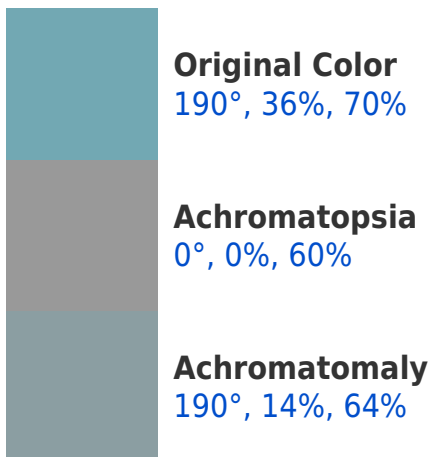 Original Color
190°, 36%, 70%
Achromatopsia
0°, 0%, 60%
Achromatomaly
190°, 14%, 64%